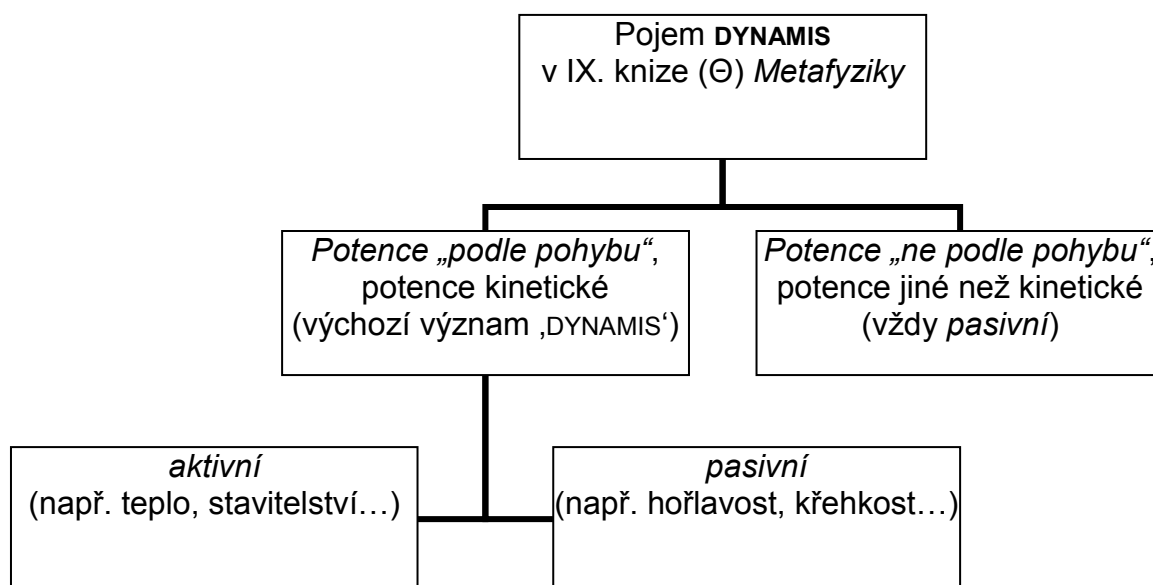 Pojem DYNAMIS
v IX. knize (Θ) Metafyziky
Potence „podle pohybu“,
potence kinetické
(výchozí význam ‚DYNAMIS‘)
Potence „ne podle pohybu“,
potence jiné než kinetické
(vždy pasivní)
aktivní
(např. teplo, stavitelství…)
pasivní
(např. hořlavost, křehkost…)